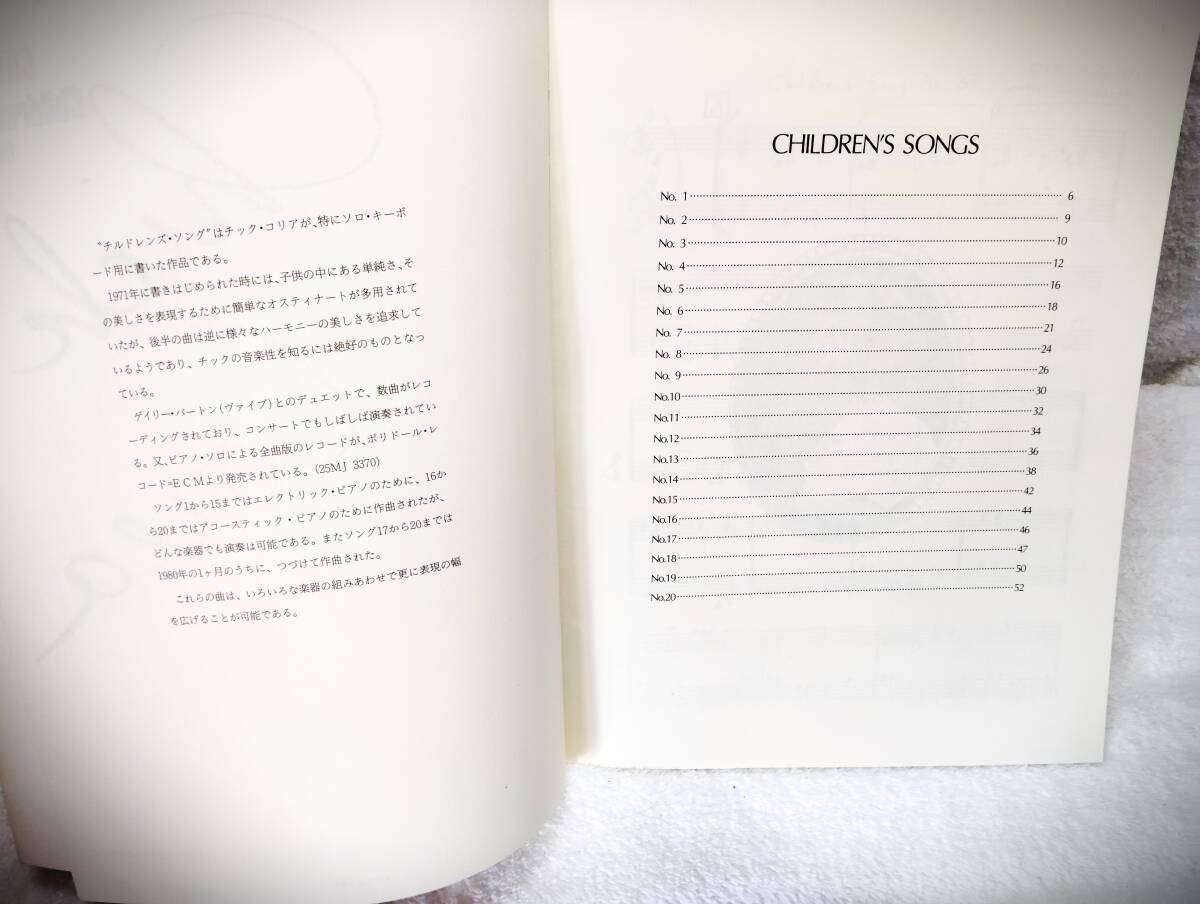 “チルドレンズ・ソング”はチック・コリアが、特にソロ・キーボ
ード用に書いた作品である。
1971年に書きはじめられた時には、子供の中にある単純さ、そ
の美しさを表現するために簡単なオスティナートが多用されて
いたが、後半の曲は逆に様々なハーモニーの美しさを追求して
いるようであり、チックの音楽性を知るには絶好のものとなっ
ている。
ゲイリー・バートン(ヴァイブ)とのデュエットで、数曲がレコ
ーディングされており、コンサートでもしばしば演奏されてい
る。又、ピアノ・ソロによる全曲版のレコードが、ポリドール・レ
コード=ECMより発売されている。(25MJ 3370)
ソング1から15まではエレクトリック・ピアノのために、16か
ら20まではアコースティック・ピアノのために作曲されたが、
どんな楽器でも演奏は可能である。またソング17から20までは
1980年の1ヶ月のうちに、つづけて作曲された。
これらの曲は、いろいろな楽器の組みあわせで更に表現の幅
を広げることが可能である。
CHILDREN'S SONGS
No. 1 6
No. 2 9
No. 3 10
No. 4 12
No. 5 16
No. 6 18
No. 7 21
No. 8 24
No. 9 26
No.10 30
No.11 32
No.12 34
No.13 36
No.14 38
No.15 42
No.16 44
No.17 46
No.18 47
No.19 50
No.20 52